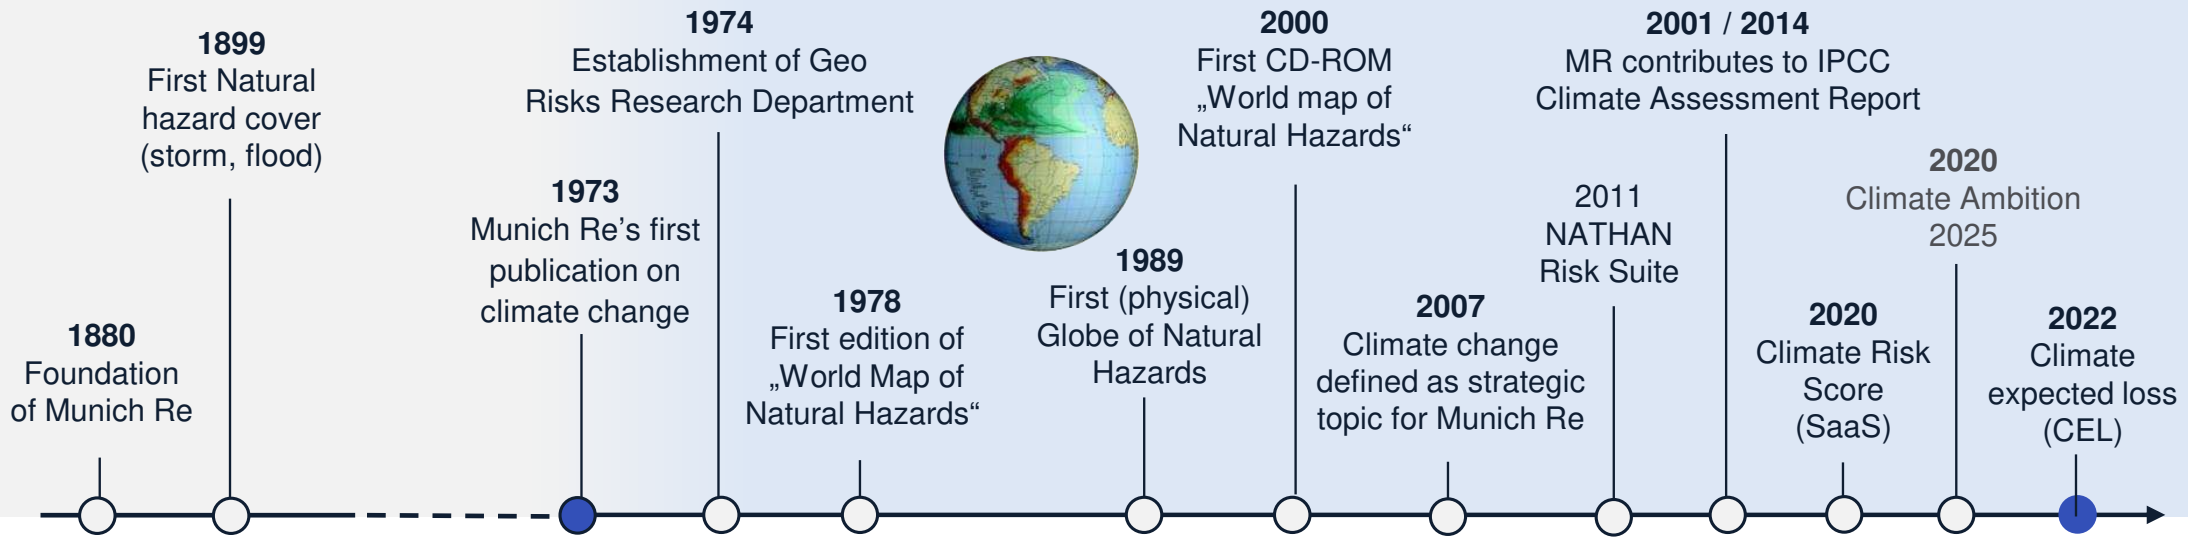 1880
Foundation
of Munich Re
1899
First Natural
hazard cover
(storm, flood)
1973
Munich Re’s first
publication on
climate change
1974
Establishment of Geo
Risks Research Department
1978
First edition of
„World Map of
Natural Hazards“
1989
First (physical)
Globe of Natural
Hazards
2000
First CD-ROM
„World map of
Natural Hazards“
2007
Climate change
defined as strategic
topic for Munich Re
2011
NATHAN
Risk Suite
2001 / 2014
MR contributes to IPCC
Climate Assessment Report
2020
Climate Risk
Score
(SaaS)
2020
Climate Ambition
2025
2022
Climate
expected loss
(CEL)